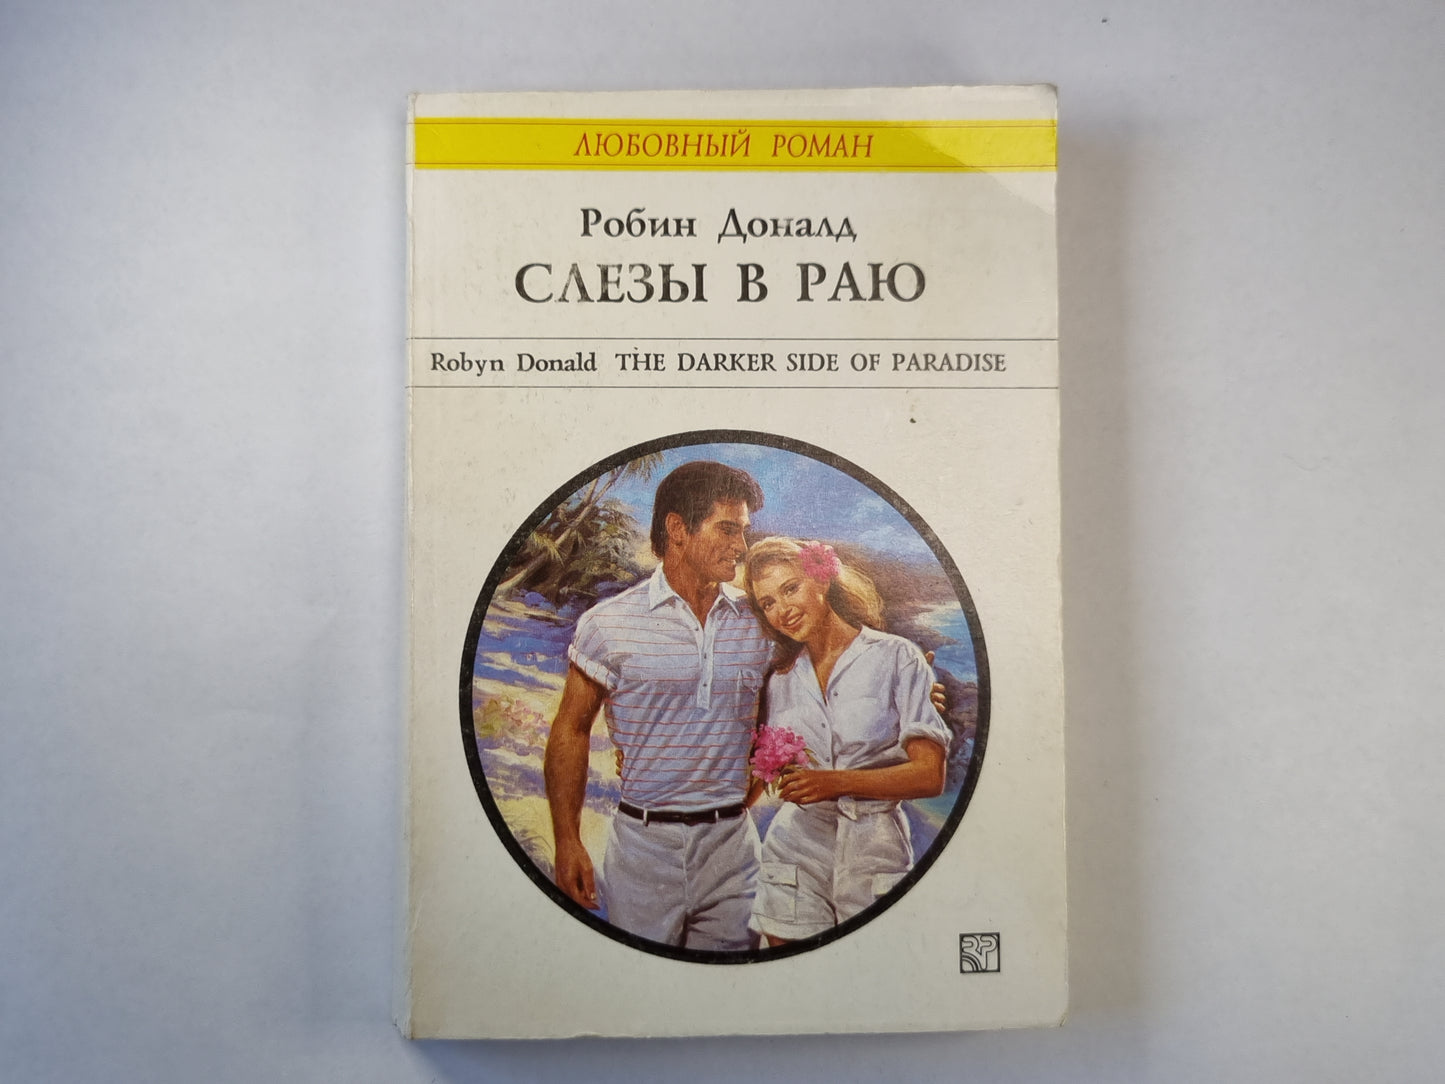 ЛЮБОВНЫЙ РОМАН
Робин Доналд
СЛЕЗЫ В РАЮ
Robyn Donald THE DARKER SIDE OF PARADISE